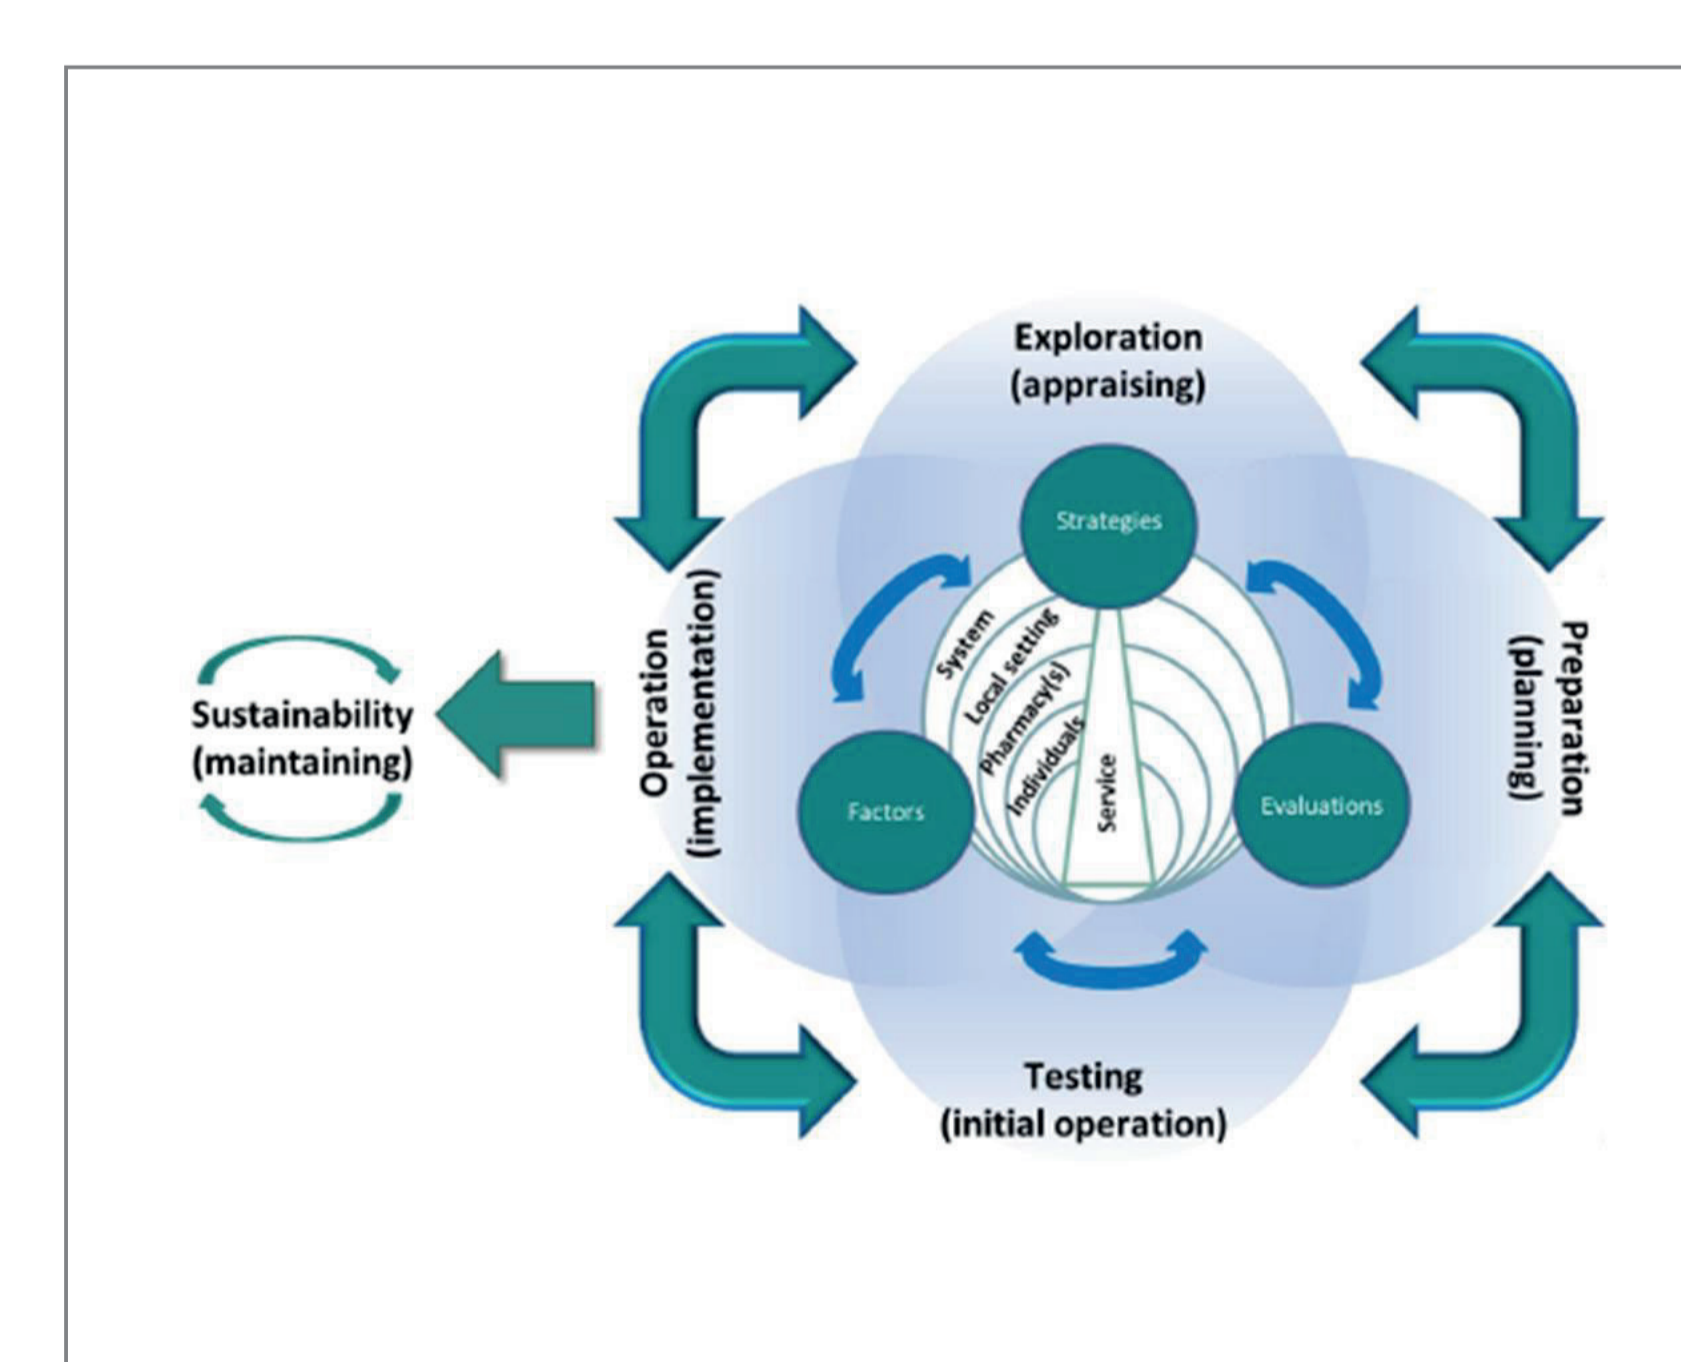 Exploration
(appraising)
Strategies
System
Local setting
Pharmacy(s)
Individuals
Service
Factors
Evaluations
Operation
(implementation)
Preparation
(planning)
Sustainability
(maintaining)
Testing
(initial operation)